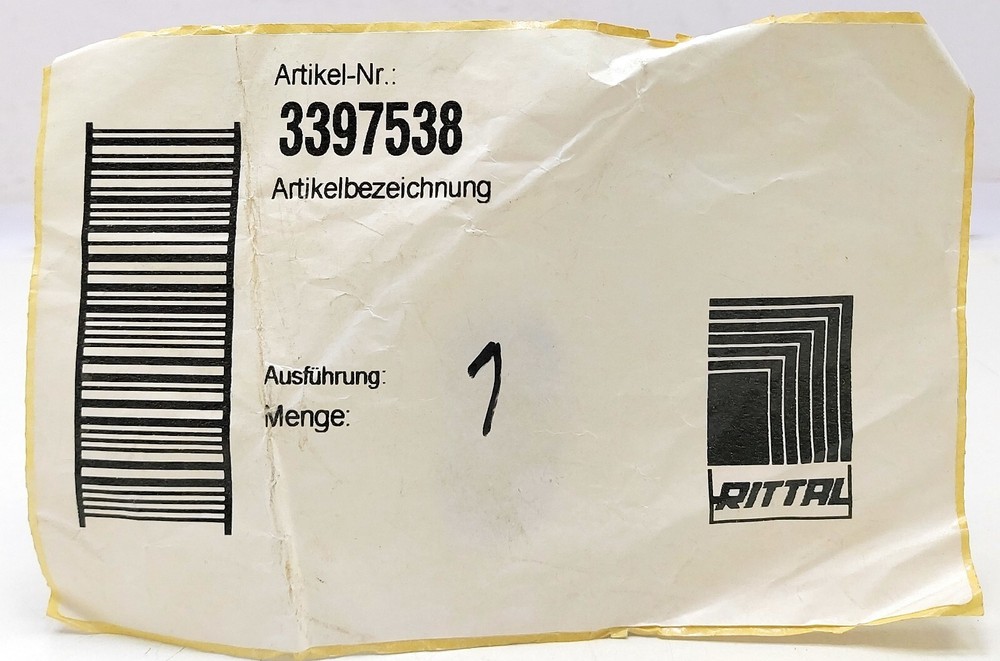 Artikel-Nr.:
3397538
Artikelbezeichnung
Ausführung:
1
Menge:
RITTAL